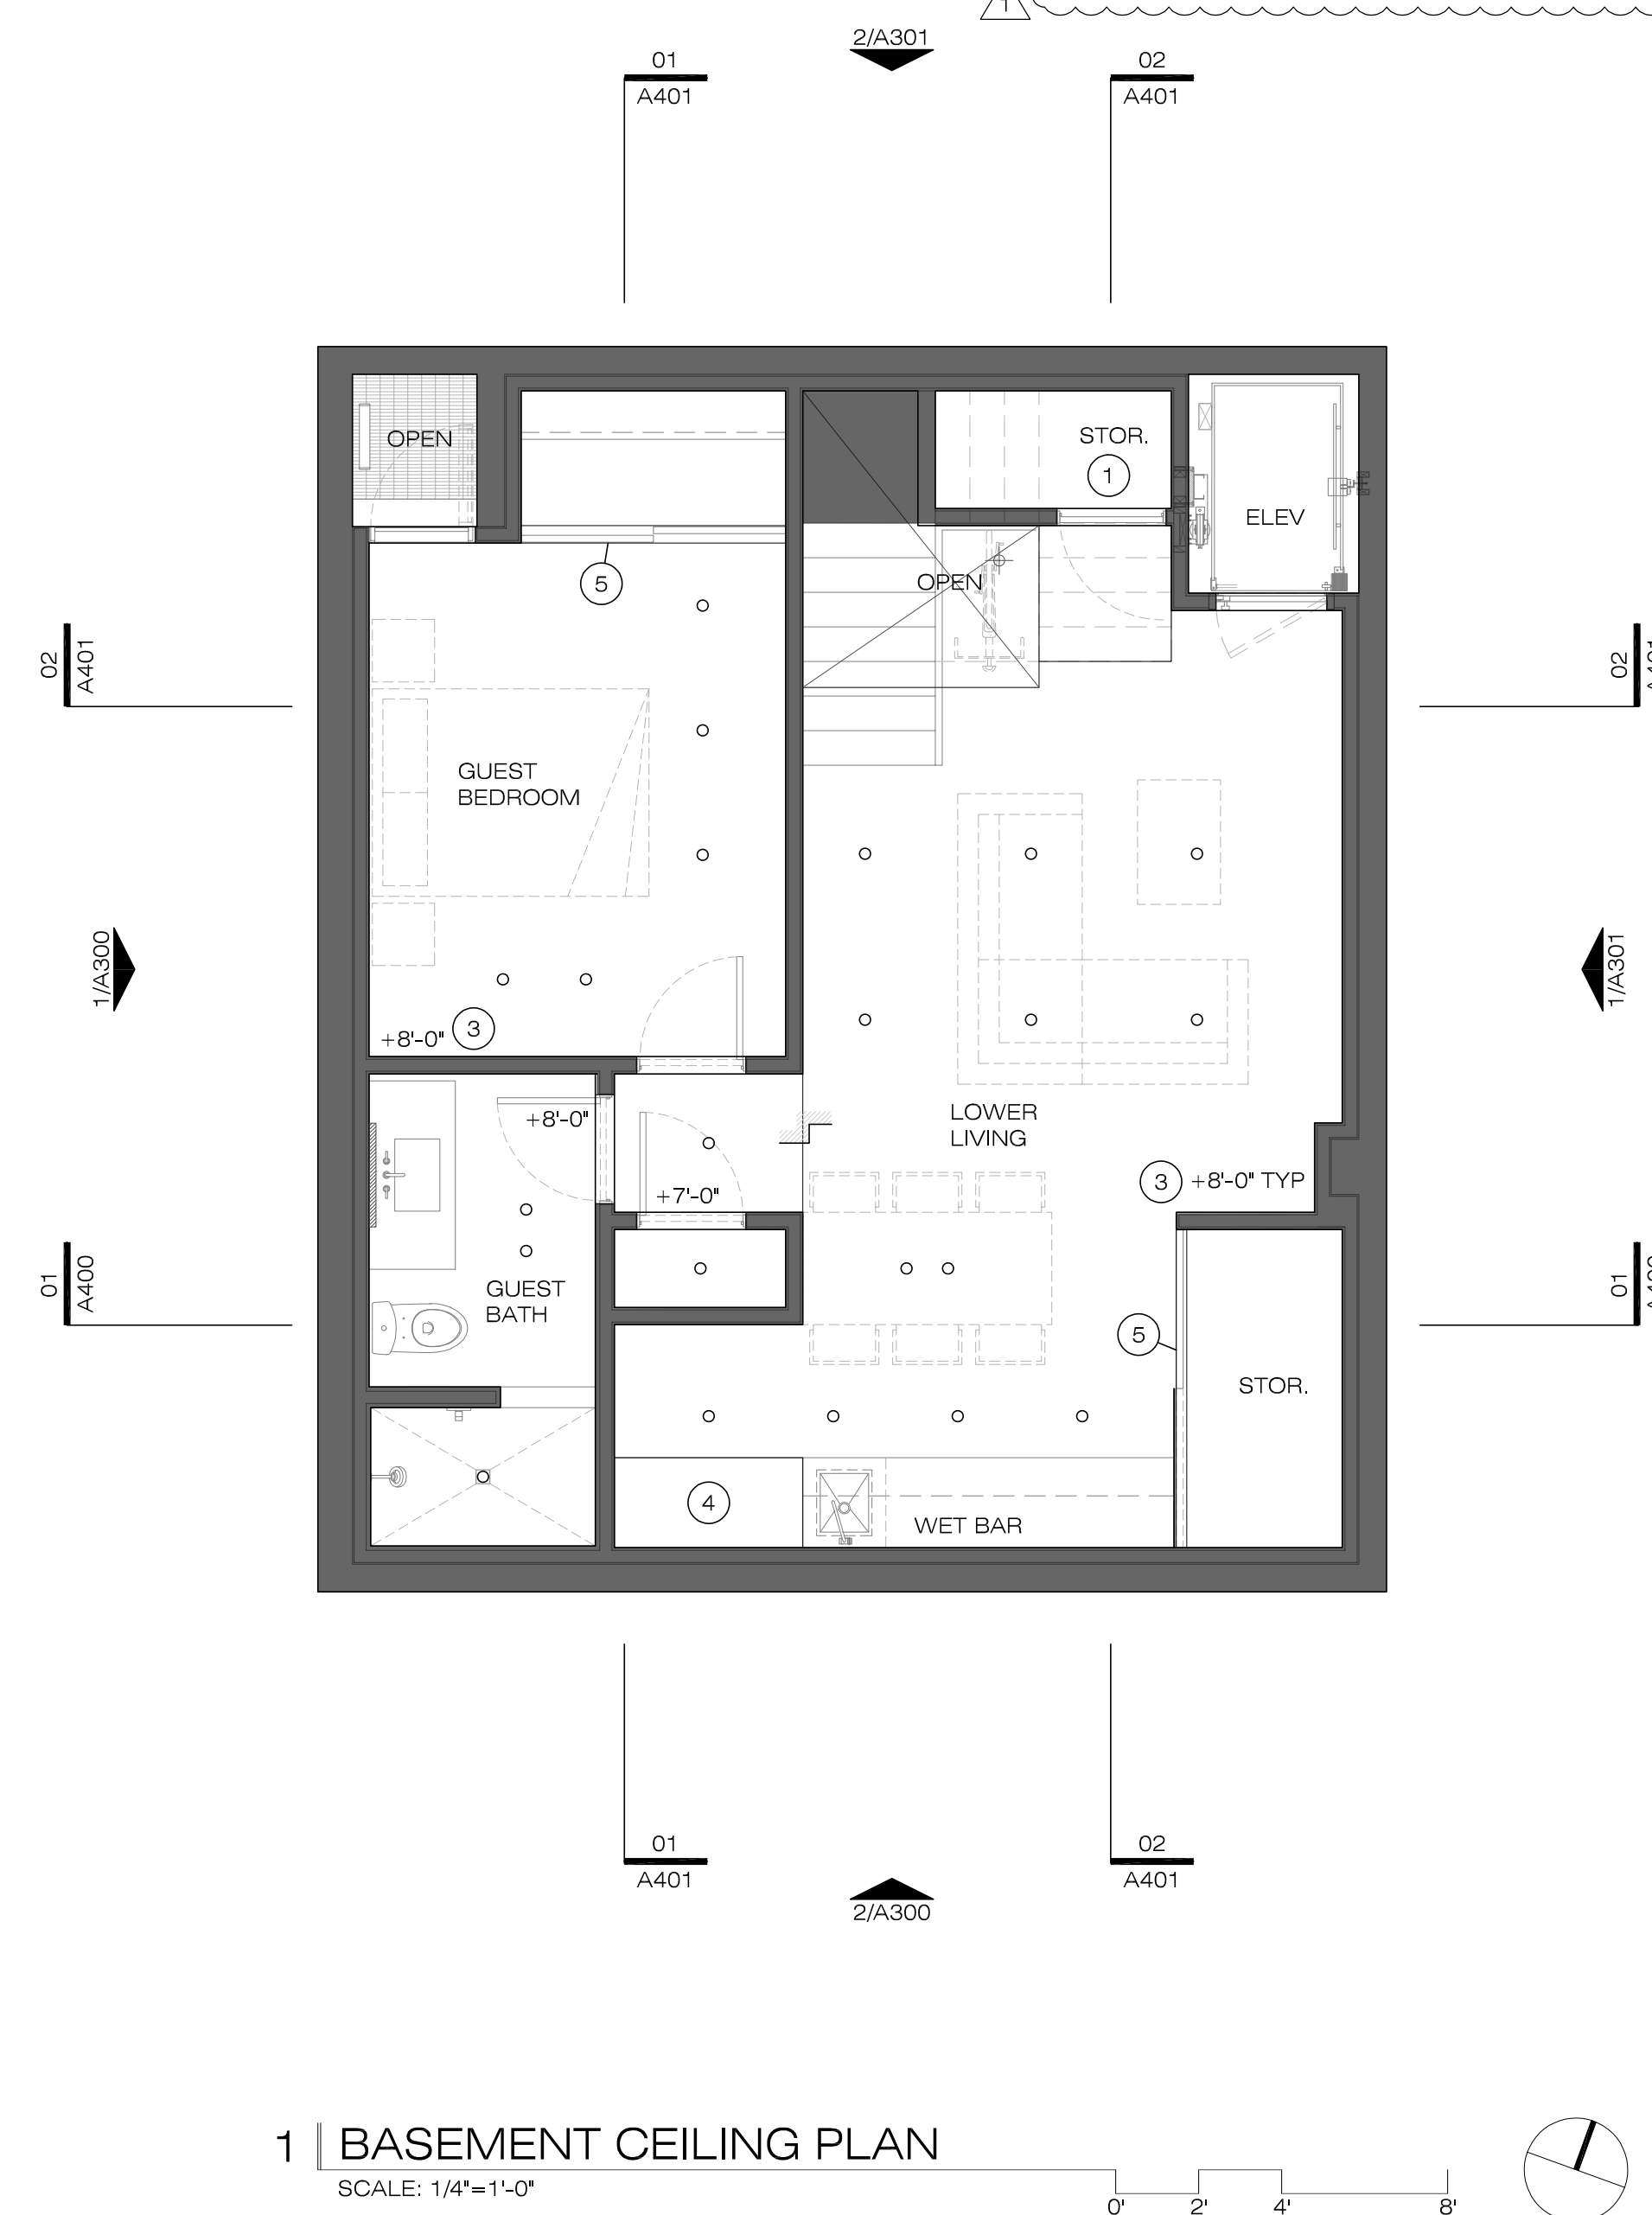 1
2/A301
01
A401
02
A401
OPEN
STOR.
1
ELEV
5
OPEN
02
A401
02
GUEST
BEDROOM
1/A300
1/A301
+8'-0" 3
LOWER
LIVING
+8'-0"
3 +8'-0" TYP
+7'-0"
01
A400
01
GUEST
BATH
5
STOR.
4
WET BAR
01
A401
02
A401
2/A300
1 BASEMENT CEILING PLAN
SCALE: 1/4"=1'-0"
0' 2' 4' 8'